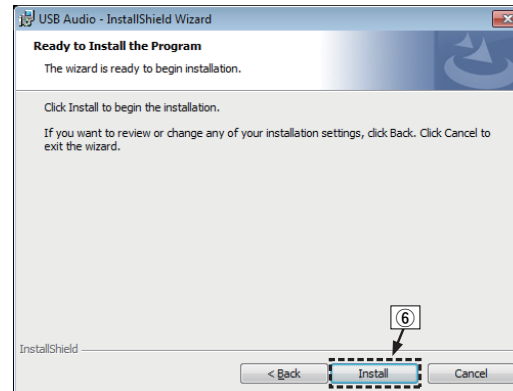 USB Audio - InstallShield Wizard
Ready to Install the Program
The wizard is ready to begin installation.
Click Install to begin the installation.
If you want to review or change any of your installation settings, click Back. Click Cancel to
exit the wizard.
⑥
InstallShield
< Back Install Cancel